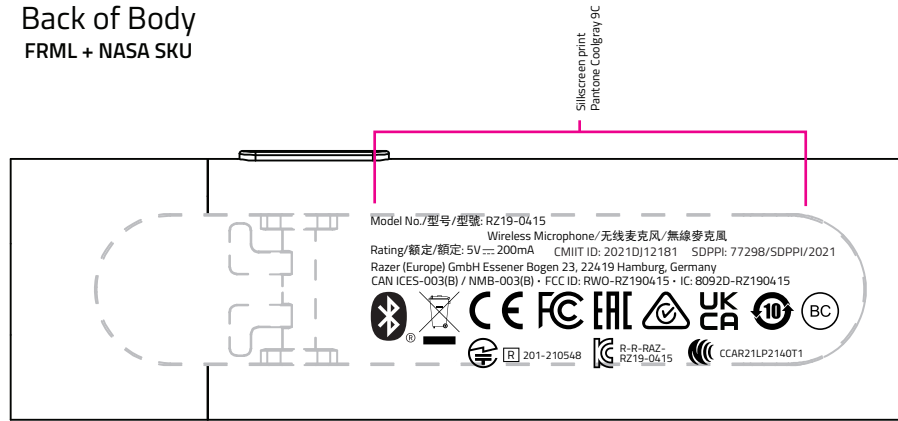 Back of Body
FRML + NASA SKU
Silkscreen print
Pantone Coolgray 9C
Model No./型号/型號: RZ19-0415
Wireless Microphone/无线麦克风/無線麥克風
Rating/额定/額定: 5V⎓200mA CMIIT ID: 2021DJ12181 SDPPI: 77298/SDPPI/2021
Razer (Europe) GmbH Essener Bogen 23, 22419 Hamburg, Germany
CAN ICES-003(B) / NMB-003(B) • FCC ID: RWO-RZ190415 • IC: 8092D-RZ190415
® CE FC EAC UK CA 10 BC
R 201-210548 R-R-RAZ-RZ19-0415 CCAR21LP2140T1